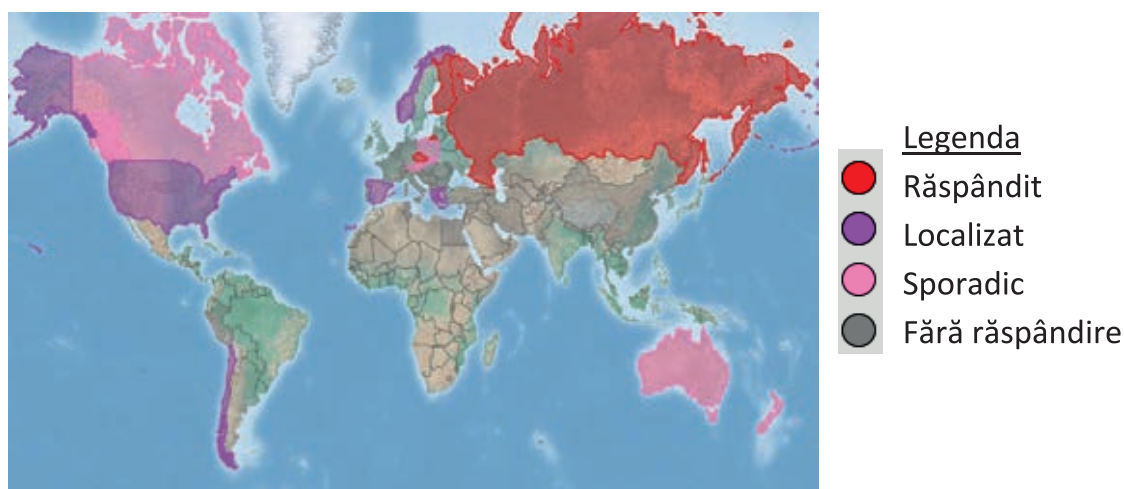 Legenda
Răspândit
Localizat
Sporadic
Fără răspândire